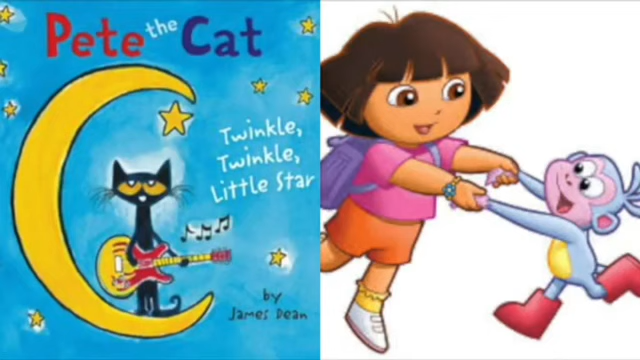 Pete the Cat
Twinkle,
Twinkle,
Little Star
by
James Dean